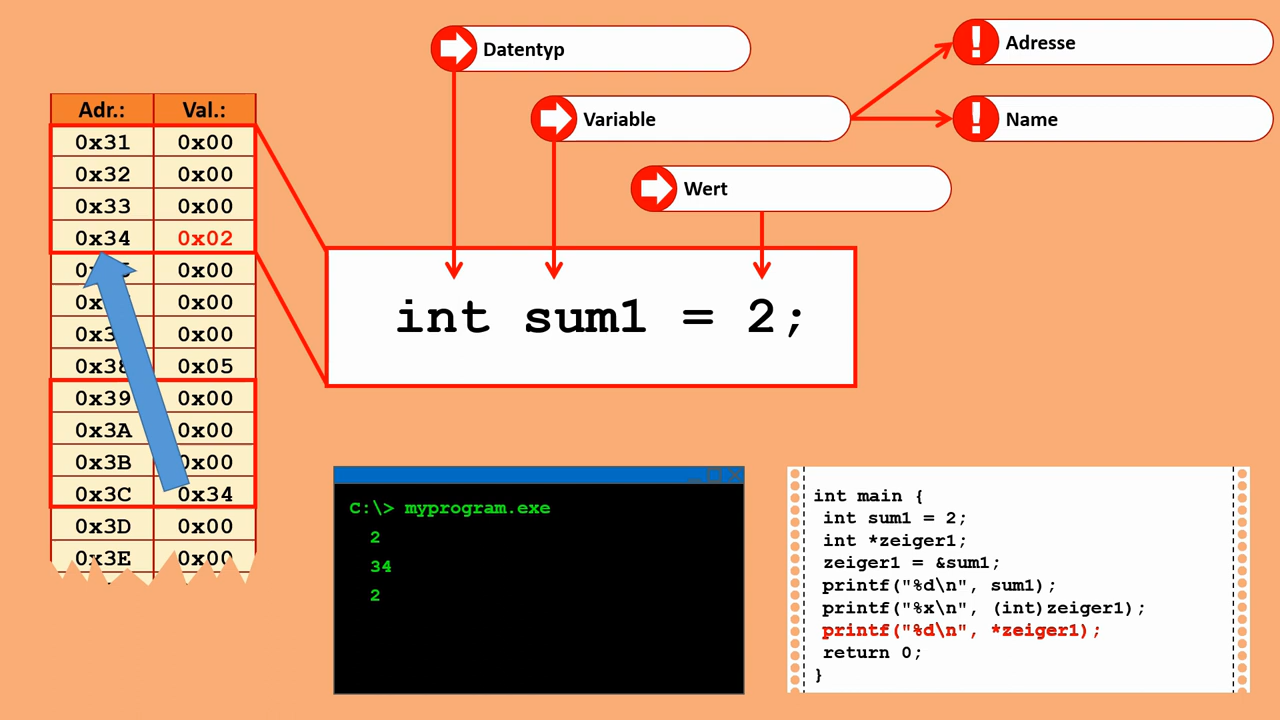 Datentyp
Variable
Wert
Adresse
Name
Adr.: Val.:
0x31 0x00
0x32 0x00
0x33 0x00
0x34 0x02
0x00
0x00
0x00
0x38 0x05
0x39 0x00
0x3A 0x00
0x3B 0x00
0x3C 0x34
0x3D 0x00
0x3E 0x00
int sum1 = 2;
C:\> myprogram.exe
2
34
2
int main {
int sum1 = 2;
int *zeiger1;
zeiger1 = &sum1;
printf("%d\n", sum1);
printf("%x\n", (int)zeiger1);
printf("%d\n", *zeiger1);
return 0;
}